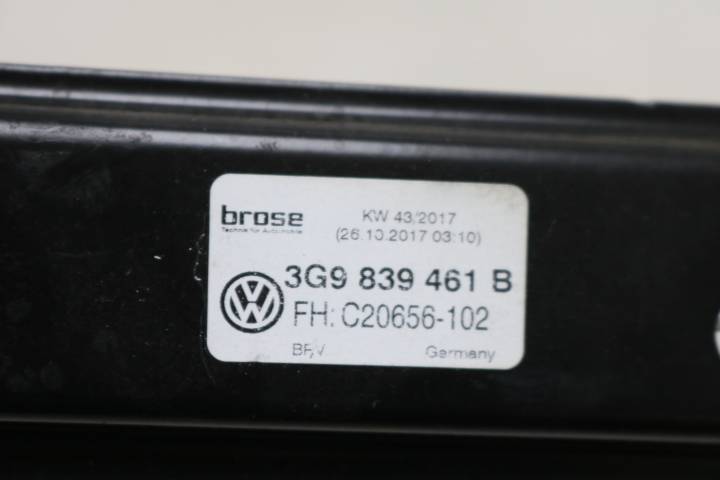 brose
Technik für Automobile
KW 43/2017
(26.10.2017 03:10)
3G9 839 461 B
FH: C20656-102
Germany